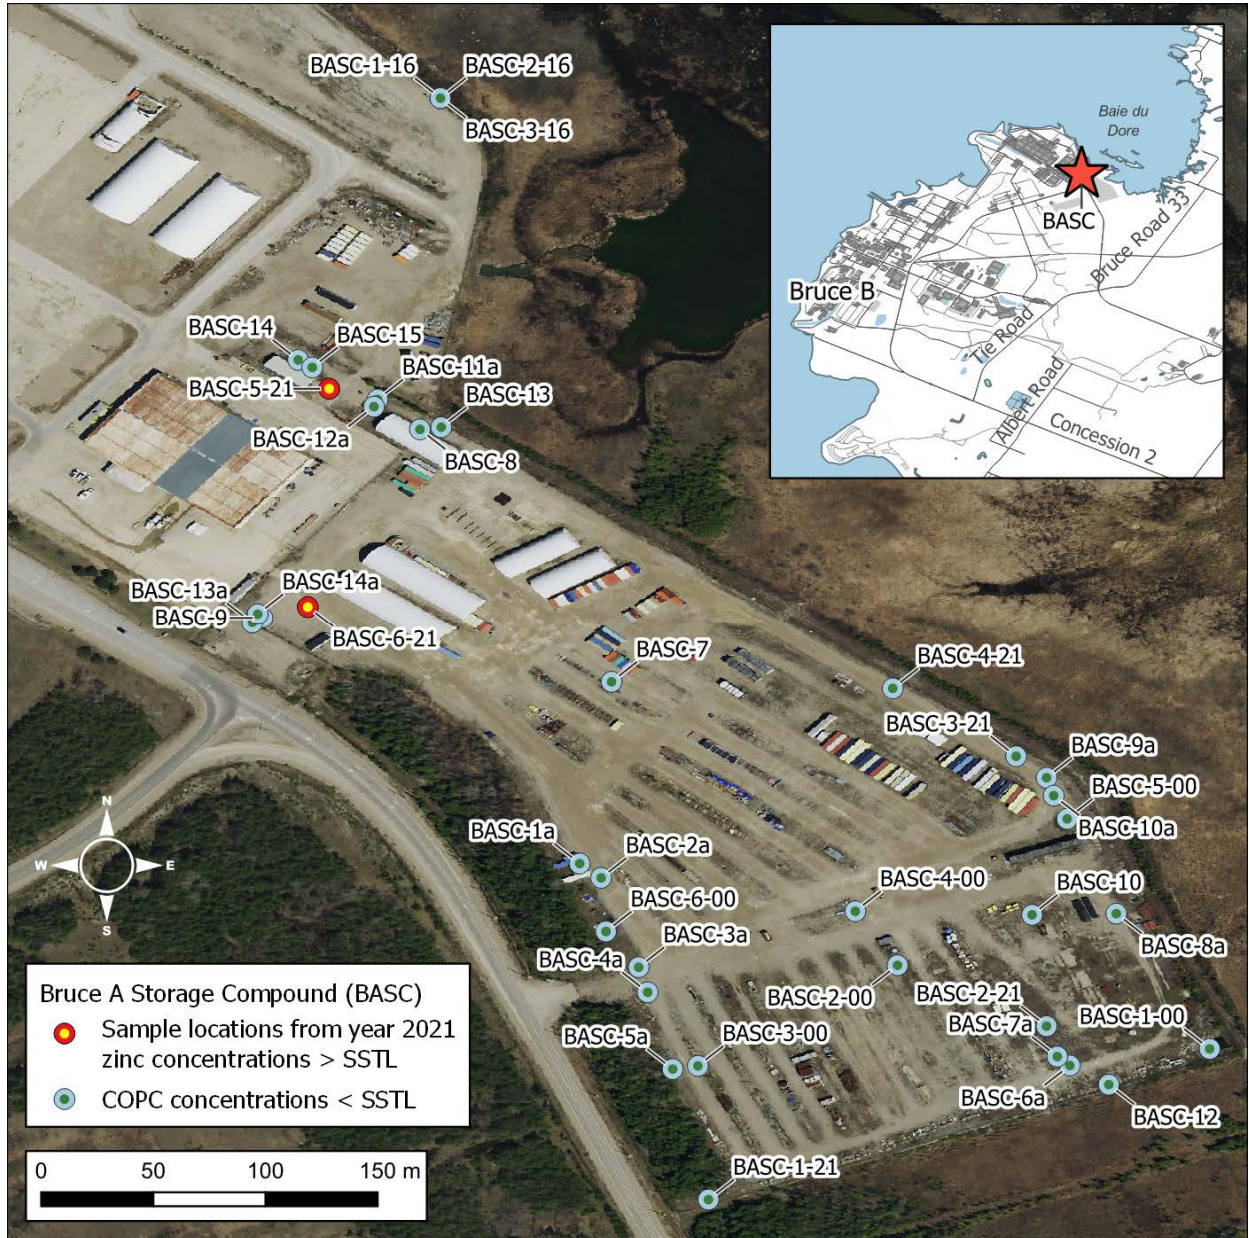 BASC-1-16
BASC-2-16
BASC-3-16
Baie du
Dore
BASC
Bruce Road 33
Bruce B
Tie Road
Albert Road
Concession 2
BASC-14
BASC-15
BASC-11a
BASC-5-21
BASC-13
BASC-12a
BASC-8
BASC-13a
BASC-14a
BASC-9
BASC-6-21
BASC-7
BASC-4-21
BASC-3-21
BASC-9a
BASC-5-00
BASC-10a
N
W
E
S
BASC-1a
BASC-2a
BASC-4-00
BASC-10
BASC-6-00
BASC-8a
BASC-3a
BASC-4a
BASC-2-00
BASC-2-21
BASC-7a
BASC-1-00
BASC-5a
BASC-3-00
BASC-6a
BASC-12
BASC-1-21
Bruce A Storage Compound (BASC)
Sample locations from year 2021
zinc concentrations > SSTL
COPC concentrations < SSTL
0 50 100 150 m